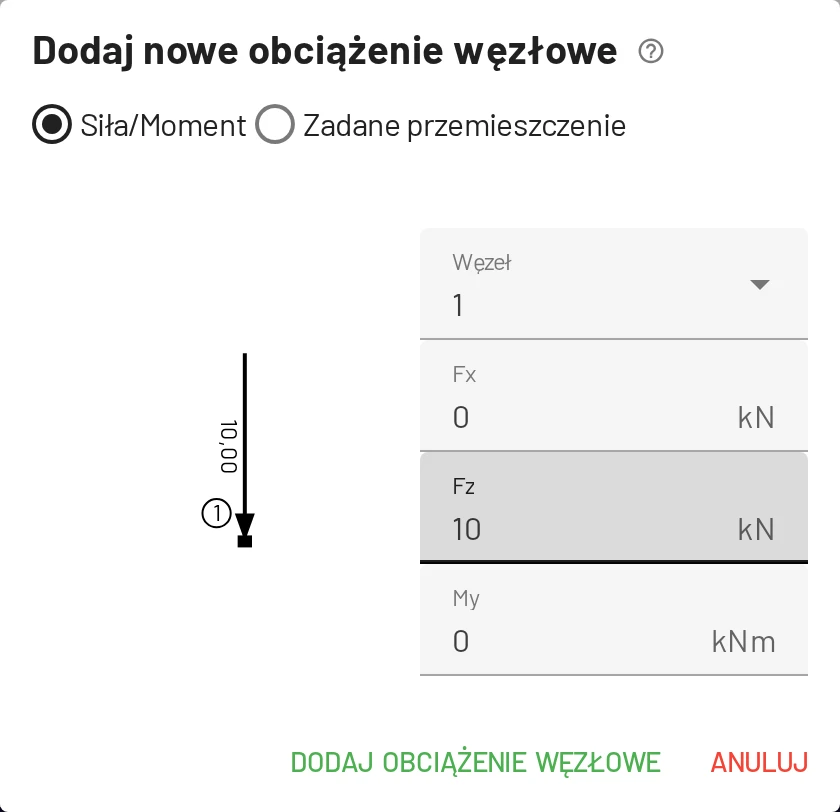 Dodaj nowe obciążenie węzłowe ?
Siła/Moment Zadane przemieszczenie
Węzeł
1
Fx
0 kN
10,00
Fz
10 kN
1
My
0 kNm
DODAJ OBCIĄŻENIE WĘZŁOWE ANULUJ